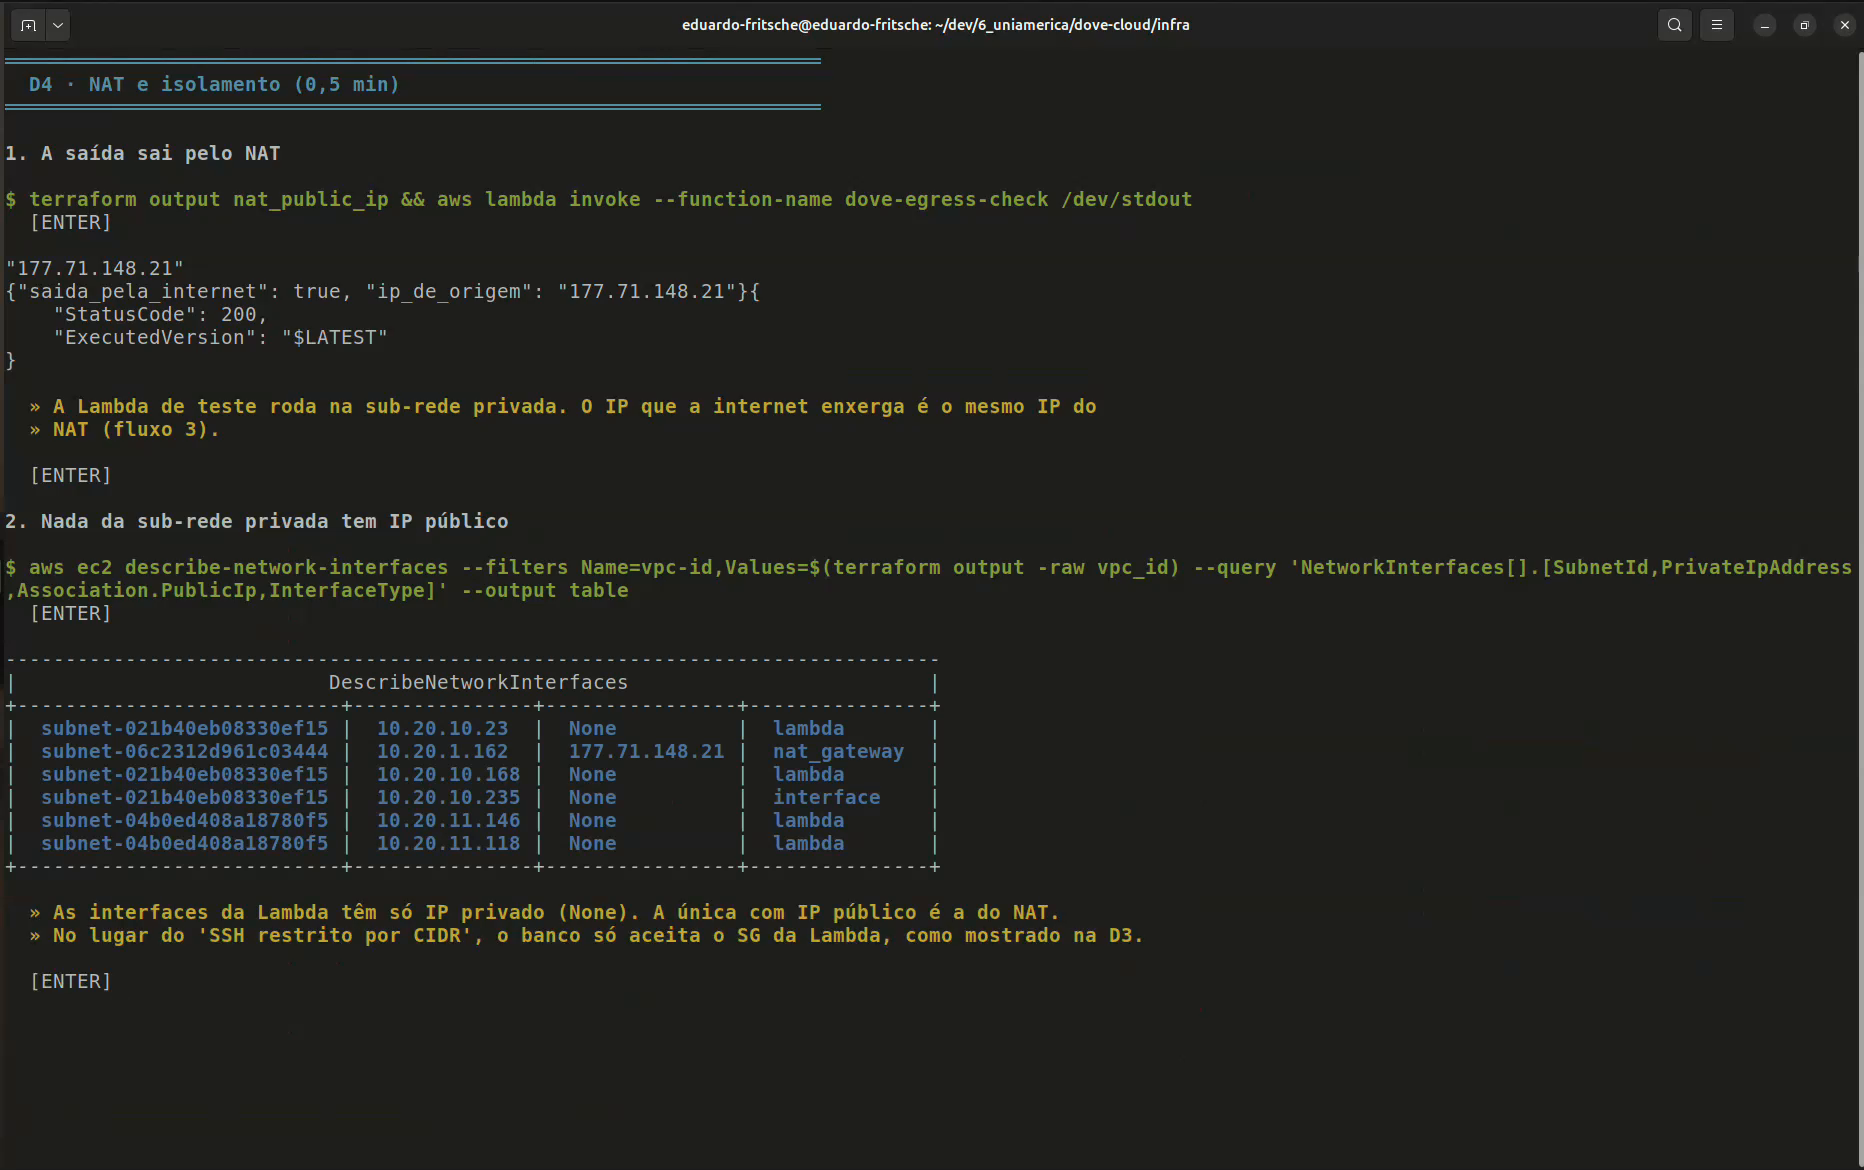 eduardo-fritsche@eduardo-fritsche: ~/dev/6_uniamerica/dove-cloud/infra
D4 · NAT e isolamento (0,5 min)
1. A saída sai pelo NAT
$ terraform output nat_public_ip && aws lambda invoke --function-name dove-egress-check /dev/stdout
[ENTER]
"177.71.148.21"
{"saida_pela_internet": true, "ip_de_origem": "177.71.148.21"}{
"StatusCode": 200,
"ExecutedVersion": "$LATEST"
}
» A Lambda de teste roda na sub-rede privada. O IP que a internet enxerga é o mesmo IP do
» NAT (fluxo 3).
[ENTER]
2. Nada da sub-rede privada tem IP público
$ aws ec2 describe-network-interfaces --filters Name=vpc-id,Values=$(terraform output -raw vpc_id) --query 'NetworkInterfaces[].[SubnetId,PrivateIpAddress
,Association.PublicIp,InterfaceType]' --output table
[ENTER]
------------------------------------------------------------------------------
|                           DescribeNetworkInterfaces                         |
+---------------------------+---------------+----------------+---------------+
|  subnet-021b40eb08330ef15 |  10.20.10.23  |  None          |  lambda       |
|  subnet-06c2312d961c03444 |  10.20.1.162  |  177.71.148.21 |  nat_gateway  |
|  subnet-021b40eb08330ef15 |  10.20.10.168 |  None          |  lambda       |
|  subnet-021b40eb08330ef15 |  10.20.10.235 |  None          |  interface    |
|  subnet-04b0ed408a18780f5 |  10.20.11.146 |  None          |  lambda       |
|  subnet-04b0ed408a18780f5 |  10.20.11.118 |  None          |  lambda       |
+---------------------------+---------------+----------------+---------------+
» As interfaces da Lambda têm só IP privado (None). A única com IP público é a do NAT.
» No lugar do 'SSH restrito por CIDR', o banco só aceita o SG da Lambda, como mostrado na D3.
[ENTER]